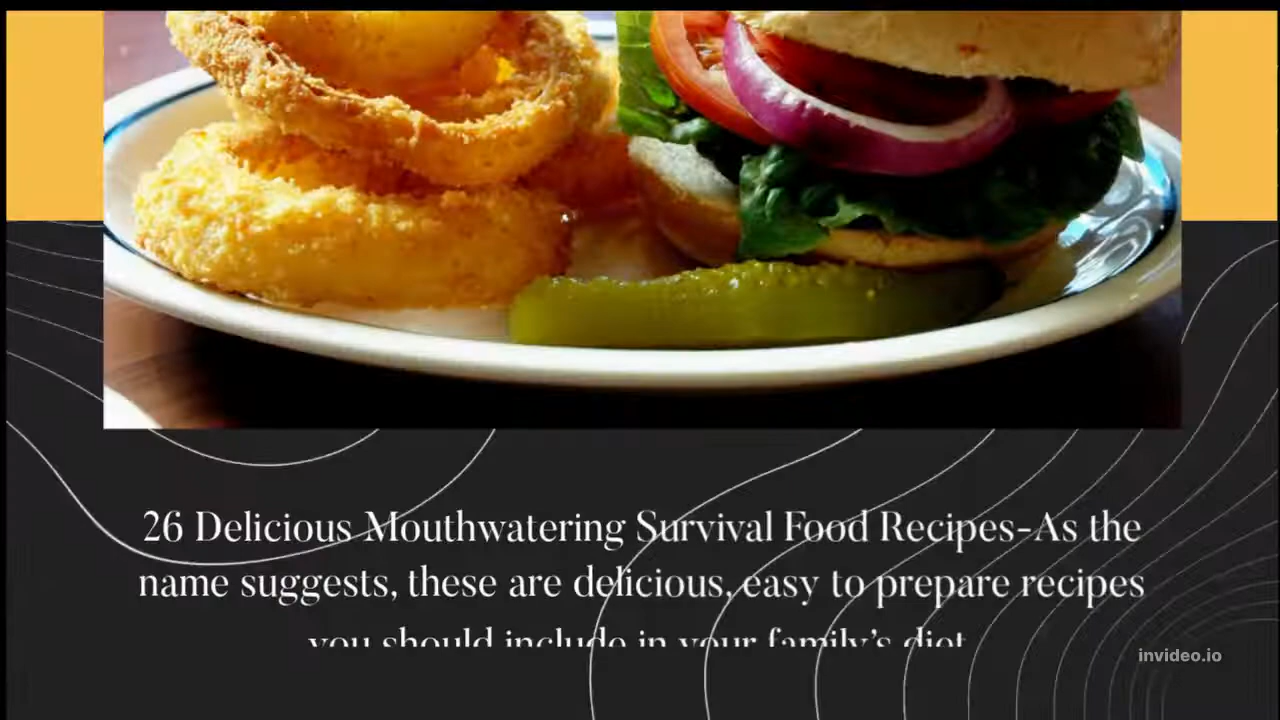 26 Delicious Mouthwatering Survival Food Recipes-As the
name suggests, these are delicious, easy to prepare recipes
you should include in your family's diet
invideo.io